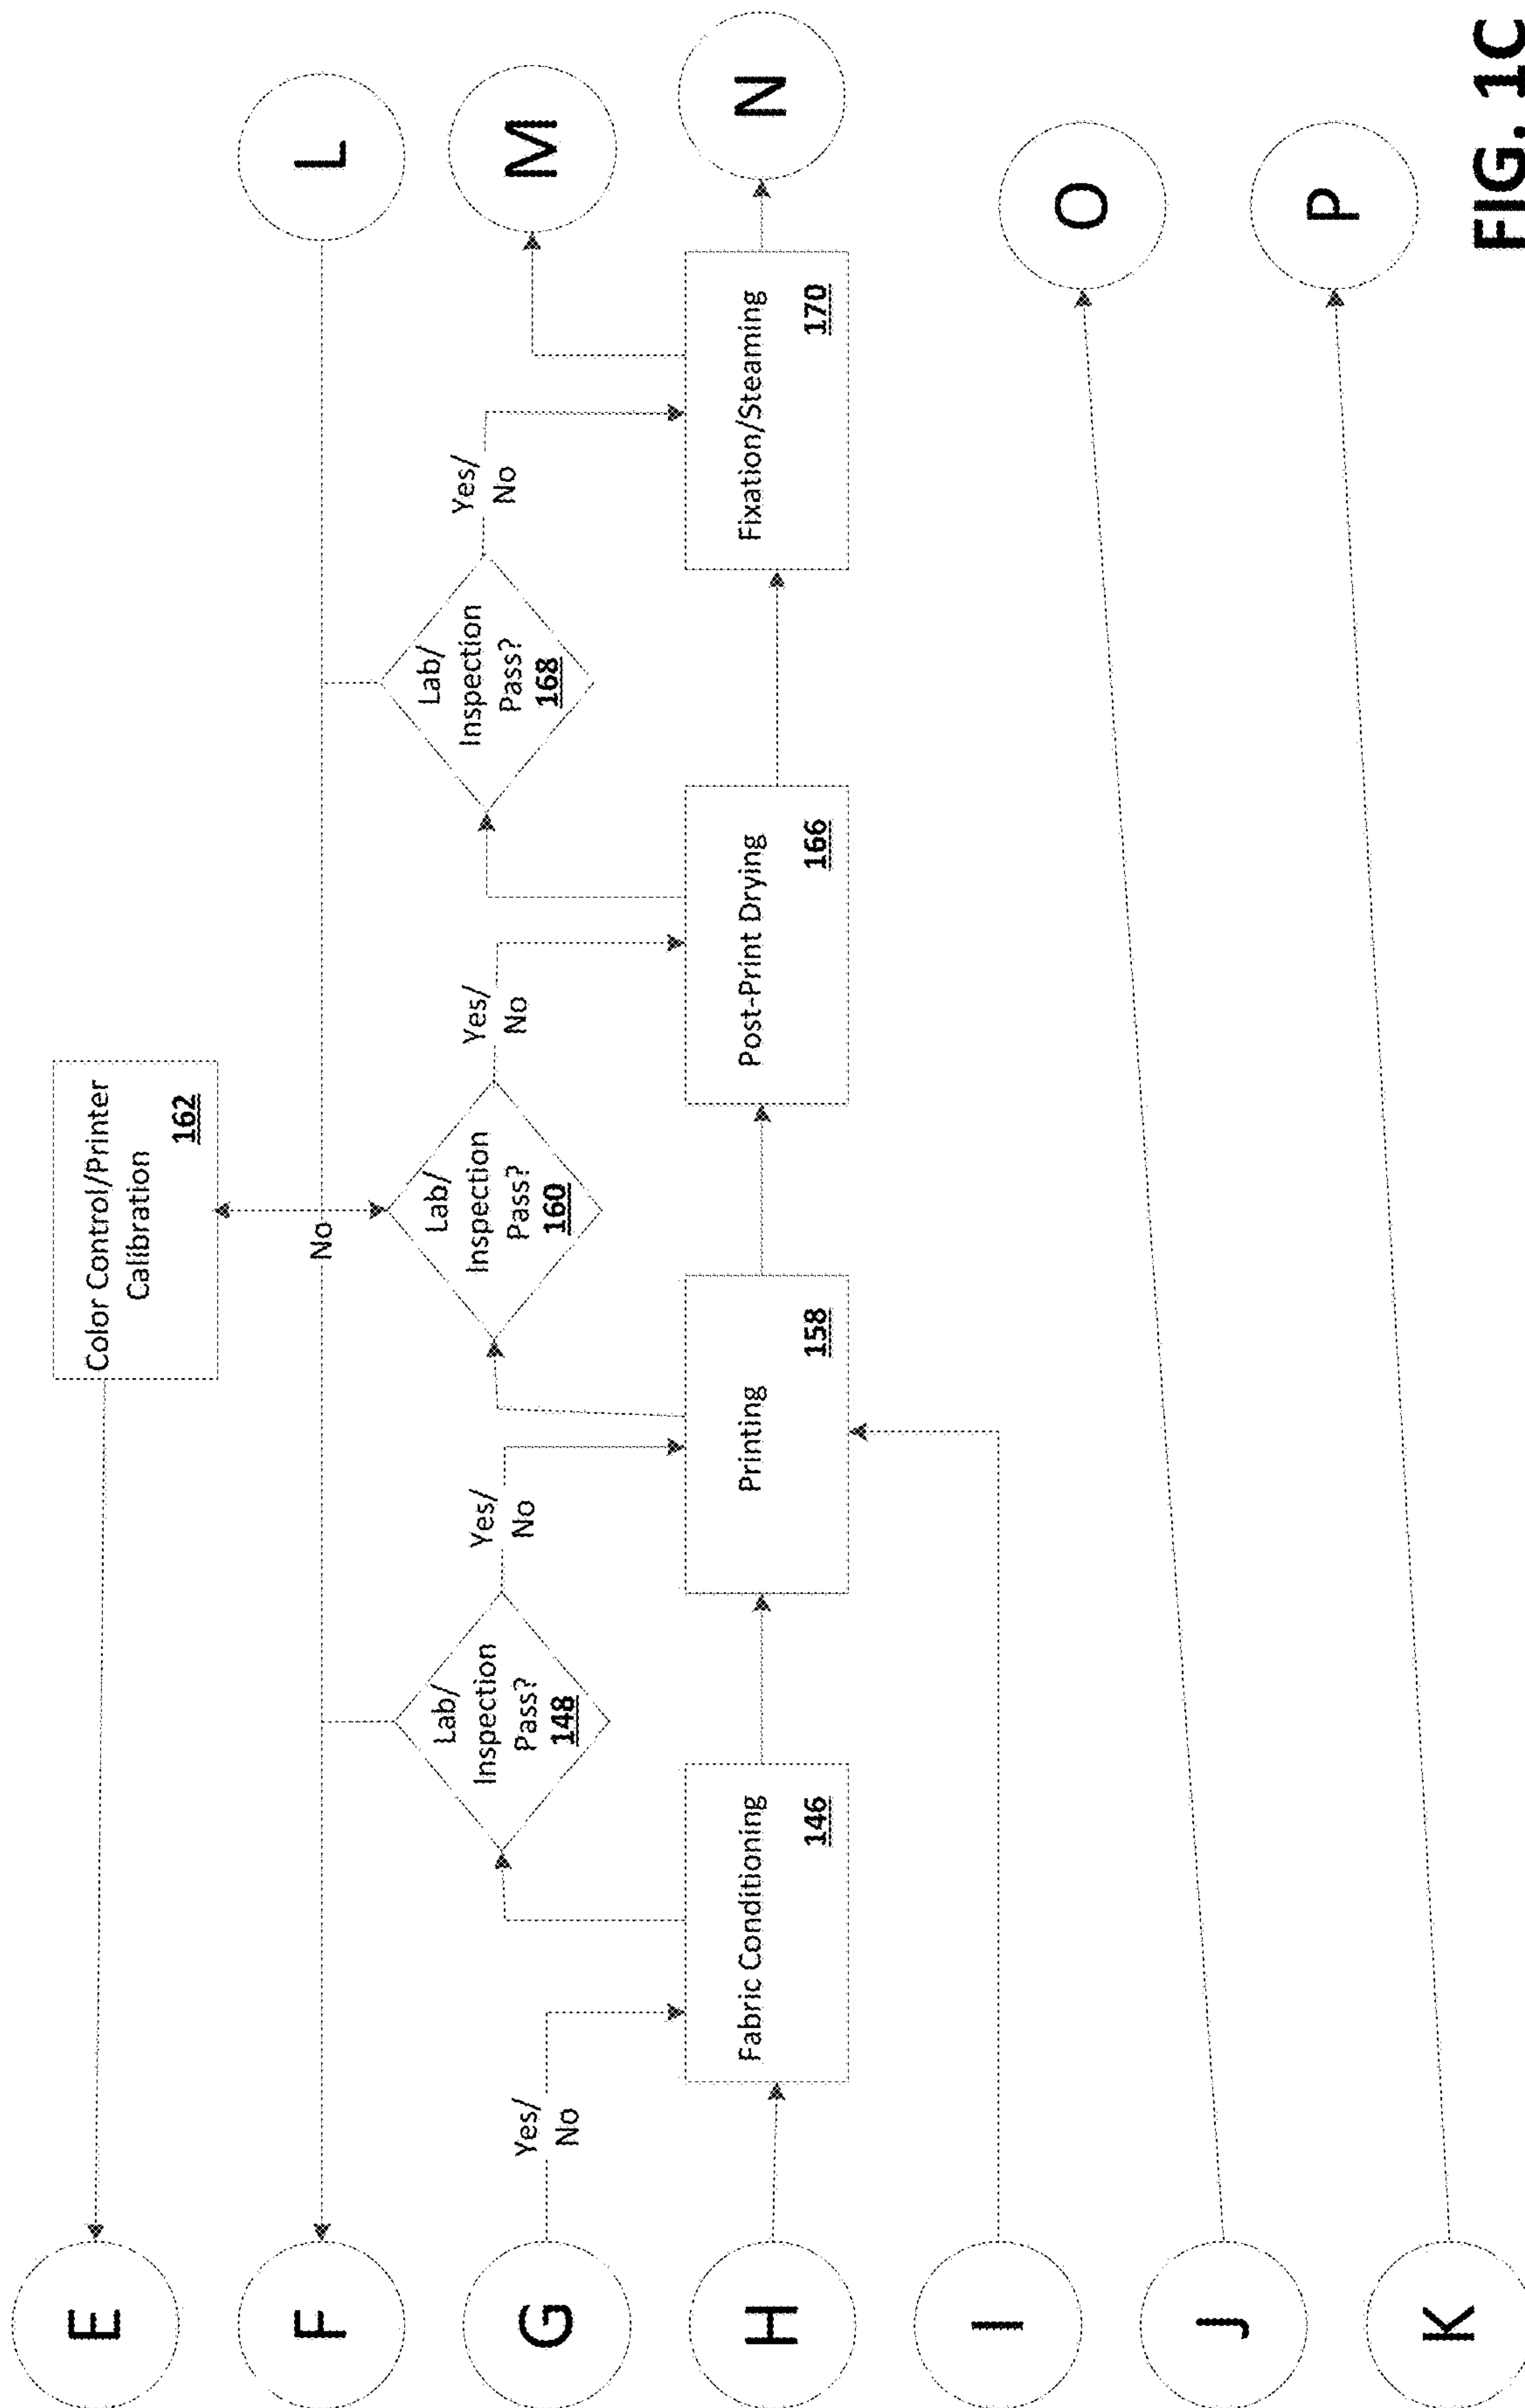 E
F
G
H
I
J
K
Color Control/Printer
Calibration
162
No
Yes/
No
Fabric Conditioning
146
Lab/
Inspection
Pass?
148
Yes/
No
Printing
158
Lab/
Inspection
Pass?
160
Yes/
No
Post-Print Drying
166
Lab/
Inspection
Pass?
168
Yes/
No
Fixation/Steaming
170
L
M
N
O
P
FIG. 1C